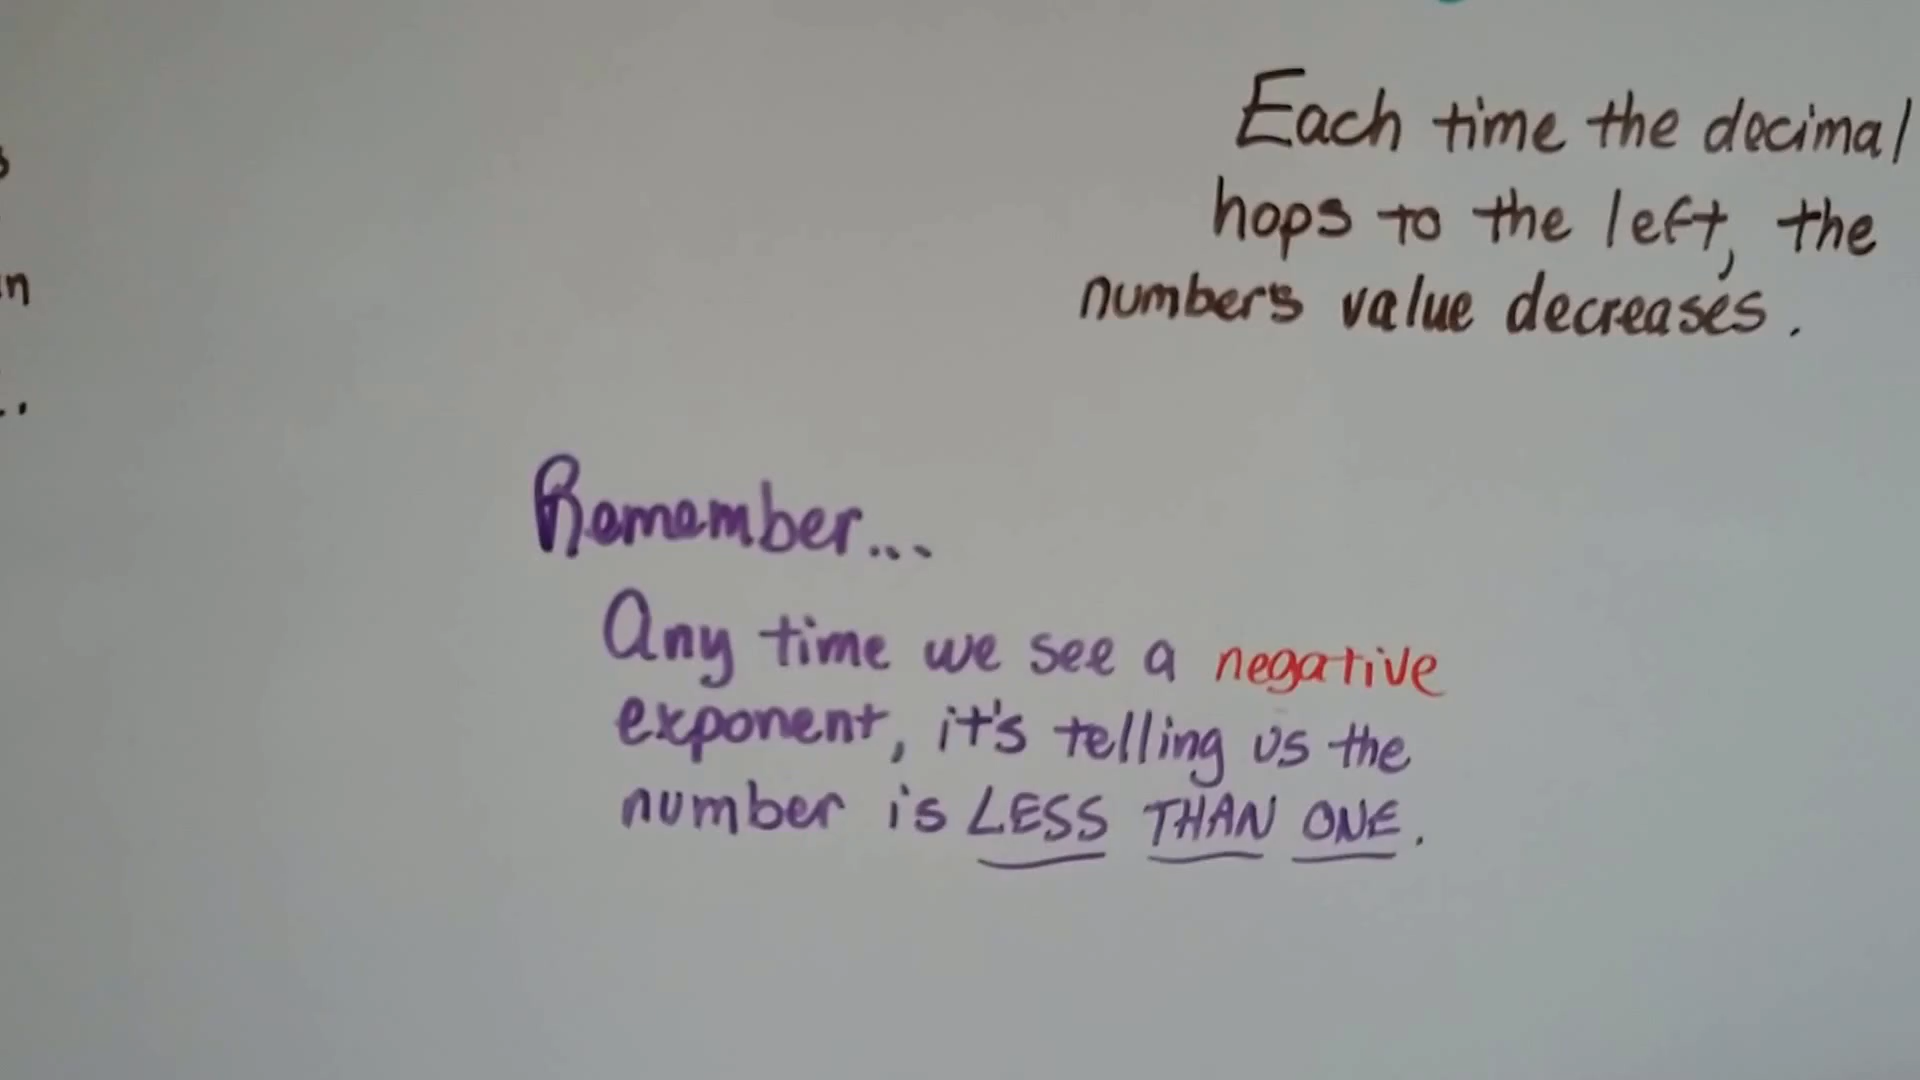 Each time the decimal
hops to the left, the
numbers value decreases.
Remember...
Any time we see a negative
exponent, it's telling us the
number is LESS THAN ONE.